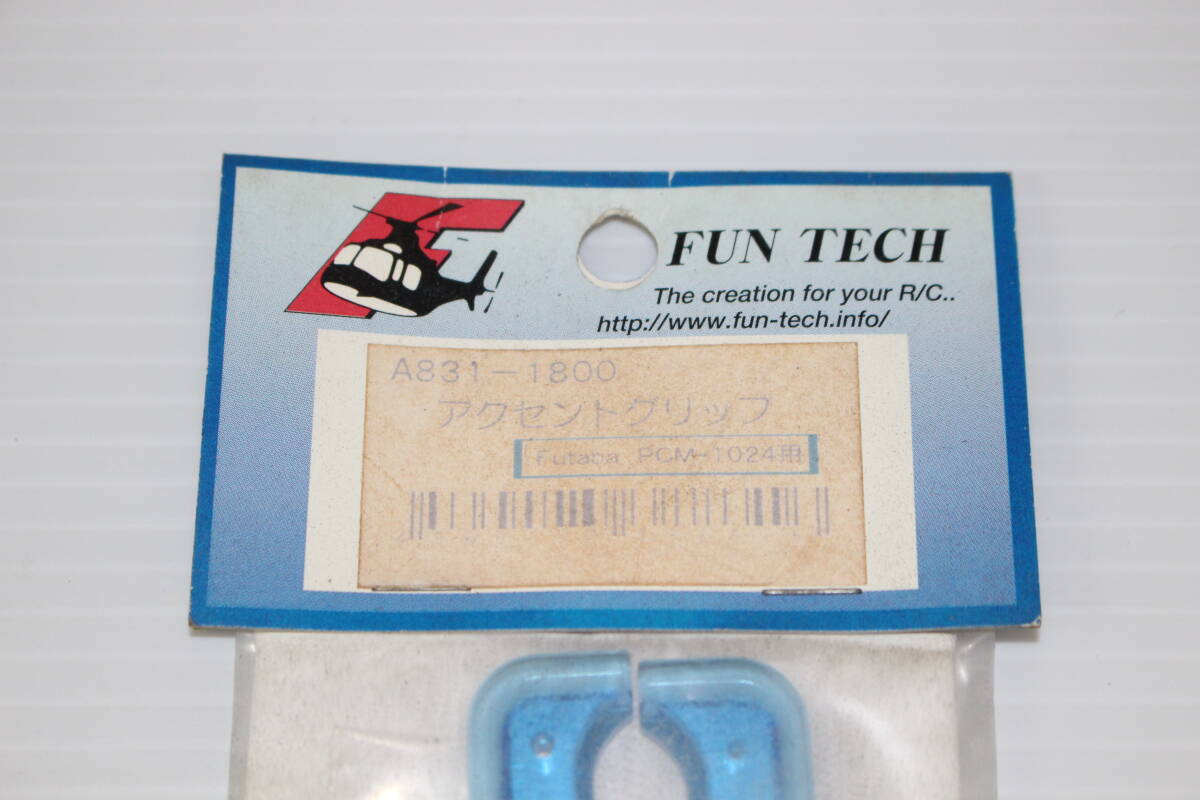 FUN TECH
The creation for your R/C..
http://www.fun-tech.info/
A831-1800
アクセントグリップ
Futaba PCM-1024用